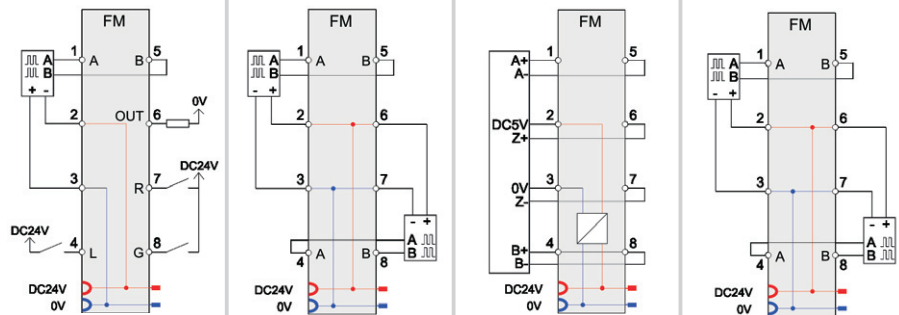 FM
1
5
A
B
A
B
+ -
2
OUT
6
0V
DC24V
3
R
7
DC24V
4
L
G
8
DC24V
0V
FM
1
5
A
B
A
B
- +
2
6
3
7
- +
A
B
4
A
B
8
DC24V
0V
FM
A+
1
5
A-
DC5V
2
6
Z+
0V
3
7
Z-
B+
4
8
B-
DC24V
0V
FM
1
5
A
B
A
B
- +
2
6
3
7
- +
A
B
4
A
B
8
DC24V
0V